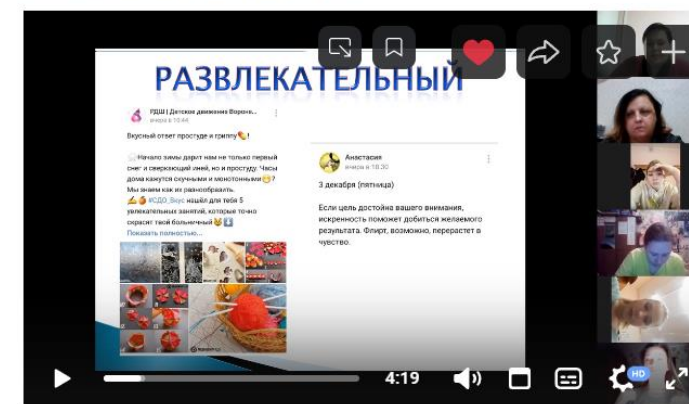 РАЗВЛЕКАТЕЛЬНЫЙ
РДШ | Детское движение Ворон...
вчера в 10:44
Вкусный ответ простуде и гриппу!
Начало зимы дарит нам не только первый
снег и сверкающий иней, но и простуду. Часы
дома кажутся скучными и монотонными?
Мы знаем как их разнообразить.
#СДО_Вкус нашёл для тебя 5
увлекательных занятий, которые точно
скрасят твой больничный
Показать полностью...
Анастасия
вчера в 18:30
3 декабря (пятница)
Если цель достойна вашего внимания,
искренность поможет добиться желаемого
результата. Флирт, возможно, перерастет в
чувство.
4:19
HD